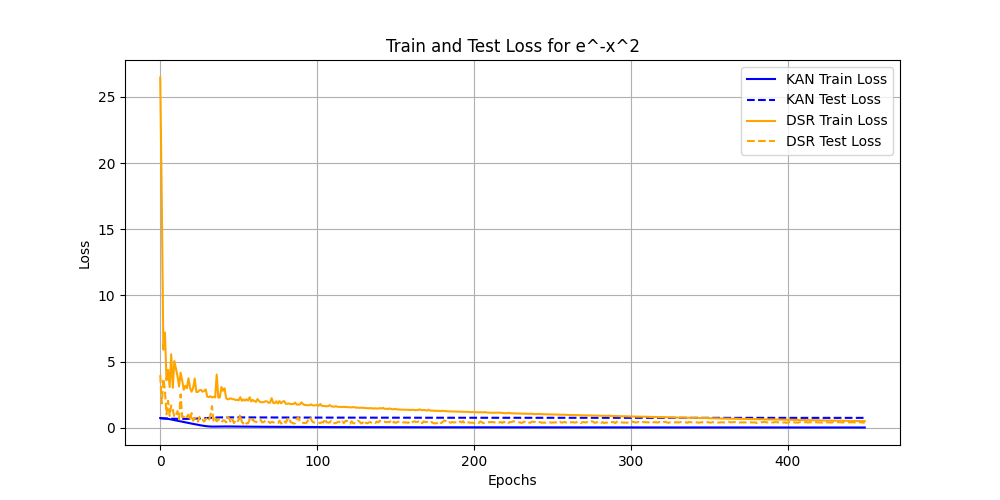 Train and Test Loss for e^-x^2
KAN Train Loss
KAN Test Loss
DSR Train Loss
DSR Test Loss
Loss
25
20
15
10
5
0
0 100 200 300 400
Epochs